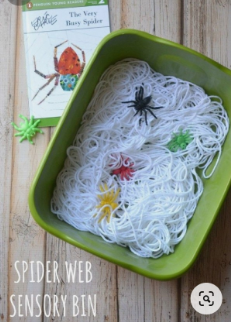 The Very
Busy Spider
SPIDER WEB
SENSORY BIN